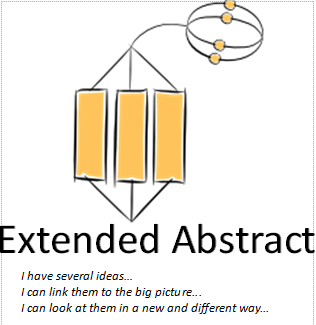 Extended Abstract
I have several ideas...
I can link them to the big picture...
I can look at them in a new and different way...